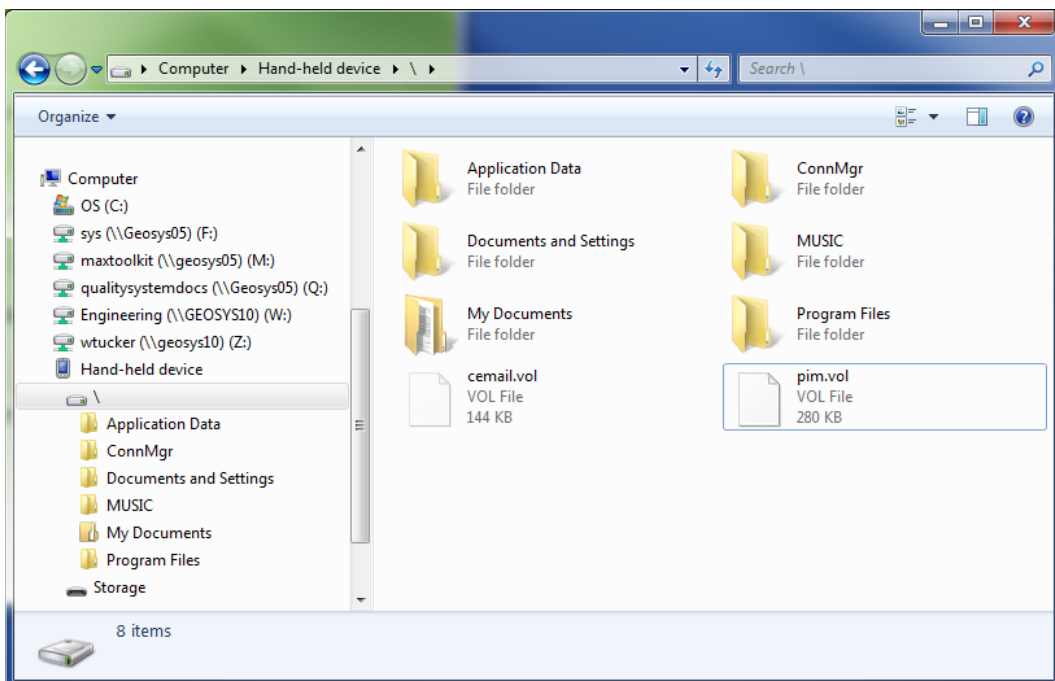 Computer Hand-held device \
Search \
Organize
Computer
OS (C:)
sys (\\Geosys05) (F:)
maxtoolkit (\\geosys05) (M:)
qualitysystemdocs (\\Geosys05) (Q:)
Engineering (\\GEOSYS10) (W:)
wtucker (\\geosys10) (Z:)
Hand-held device
\
Application Data
ConnMgr
Documents and Settings
MUSIC
My Documents
Program Files
Storage
Application Data
File folder
ConnMgr
File folder
Documents and Settings
File folder
MUSIC
File folder
My Documents
File folder
Program Files
File folder
cemail.vol
VOL File
144 KB
pim.vol
VOL File
280 KB
8 items